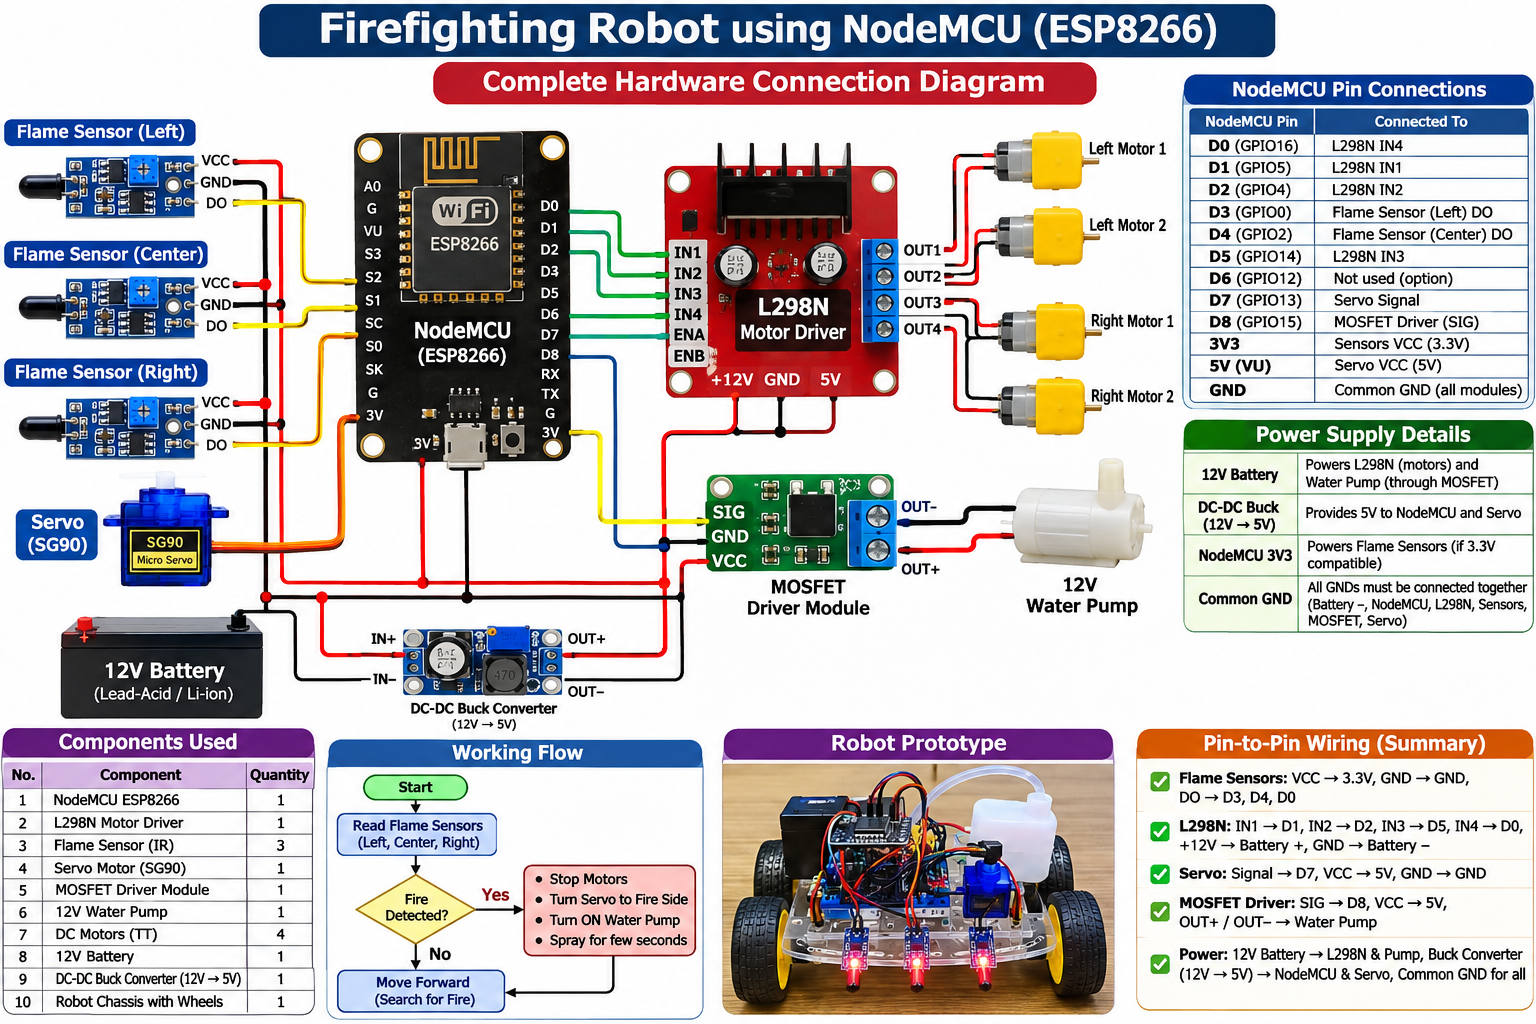 Firefighting Robot using NodeMCU (ESP8266)
Complete Hardware Connection Diagram
Flame Sensor (Left)
VCC
GND
DO
Flame Sensor (Center)
VCC
GND
DO
Flame Sensor (Right)
VCC
GND
DO
Servo
(SG90)
SG90
Micro Servo
12V Battery
(Lead-Acid / Li-ion)
A0
G
VU
S3
S2
S1
SC
S0
SK
G
3V
WiFi
ESP8266
NodeMCU
(ESP8266)
3V
D0
D1
D2
D3
D5
D6
D7
D8
RX
TX
G
3V
IN1
IN2
IN3
IN4
ENA
ENB
L298N
Motor Driver
+12V GND 5V
OUT1
OUT2
OUT3
OUT4
Left Motor 1
Left Motor 2
Right Motor 1
Right Motor 2
SIG
GND
VCC
OUT–
OUT+
MOSFET
Driver Module
12V
Water Pump
IN+
IN–
470
OUT+
OUT–
DC-DC Buck Converter
(12V → 5V)
NodeMCU Pin Connections
NodeMCU Pin Connected To
D0 (GPIO16) L298N IN4
D1 (GPIO5) L298N IN1
D2 (GPIO4) L298N IN2
D3 (GPIO0) Flame Sensor (Left) DO
D4 (GPIO2) Flame Sensor (Center) DO
D5 (GPIO14) L298N IN3
D6 (GPIO12) Not used (option)
D7 (GPIO13) Servo Signal
D8 (GPIO15) MOSFET Driver (SIG)
3V3 Sensors VCC (3.3V)
5V (VU) Servo VCC (5V)
GND Common GND (all modules)
Power Supply Details
12V Battery Powers L298N (motors) and
Water Pump (through MOSFET)
DC-DC Buck
(12V → 5V) Provides 5V to NodeMCU and Servo
NodeMCU 3V3 Powers Flame Sensors (if 3.3V
compatible)
Common GND All GNDs must be connected together
(Battery –, NodeMCU, L298N, Sensors,
MOSFET, Servo)
Components Used
No. Component Quantity
1 NodeMCU ESP8266 1
2 L298N Motor Driver 1
3 Flame Sensor (IR) 3
4 Servo Motor (SG90) 1
5 MOSFET Driver Module 1
6 12V Water Pump 1
7 DC Motors (TT) 4
8 12V Battery 1
9 DC-DC Buck Converter (12V → 5V) 1
10 Robot Chassis with Wheels 1
Working Flow
Start
Read Flame Sensors
(Left, Center, Right)
Fire
Detected?
Yes
• Stop Motors
• Turn Servo to Fire Side
• Turn ON Water Pump
• Spray for few seconds
No
Move Forward
(Search for Fire)
Robot Prototype
Pin-to-Pin Wiring (Summary)
Flame Sensors: VCC → 3.3V, GND → GND,
DO → D3, D4, D0
L298N: IN1 → D1, IN2 → D2, IN3 → D5, IN4 → D0,
+12V → Battery +, GND → Battery –
Servo: Signal → D7, VCC → 5V, GND → GND
MOSFET Driver: SIG → D8, VCC → 5V,
OUT+ / OUT– → Water Pump
Power: 12V Battery → L298N & Pump, Buck Converter
(12V → 5V) → NodeMCU & Servo, Common GND for all